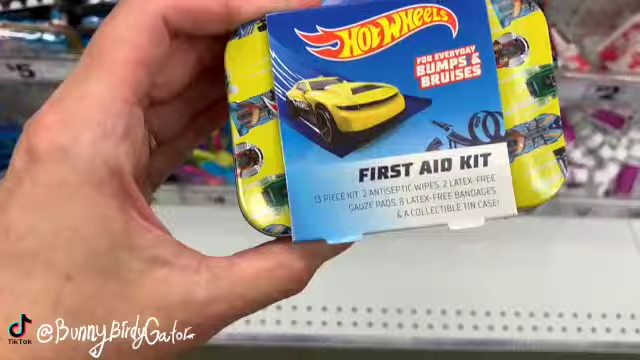 HOT WHEELS
FOR EVERYDAY
BUMPS &
BRUISES
FIRST AID KIT
13 PIECE KIT: 2 ANTISEPTIC WIPES, 2 LATEX-FREE
GAUZE PADS, 8 LATEX-FREE BANDAGES
& A COLLECTIBLE TIN CASE!
$5
TikTok
@BunnyBirdyGator